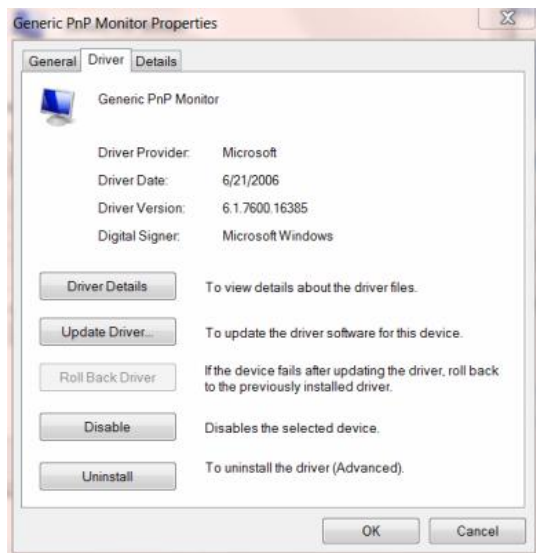 Generic PnP Monitor Properties
General Driver Details
Generic PnP Monitor
Driver Provider: Microsoft
Driver Date: 6/21/2006
Driver Version: 6.1.7600.16385
Digital Signer: Microsoft Windows
Driver Details To view details about the driver files.
Update Driver... To update the driver software for this device.
Roll Back Driver If the device fails after updating the driver, roll back
to the previously installed driver.
Disable Disables the selected device.
Uninstall To uninstall the driver (Advanced).
OK Cancel